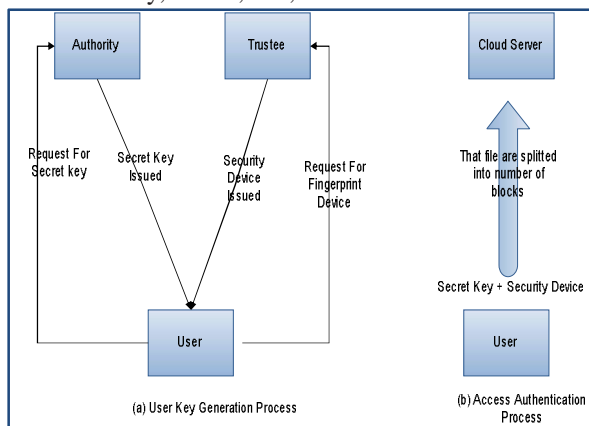 Authority
Trustee
Cloud Server
Request For
Secret key
Secret Key
Issued
Security
Device
Issued
Request For
Fingerprint
Device
That file are splitted
into number of
blocks
Secret Key + Security Device
User
User
(a) User Key Generation Process
(b) Access Authentication
Process